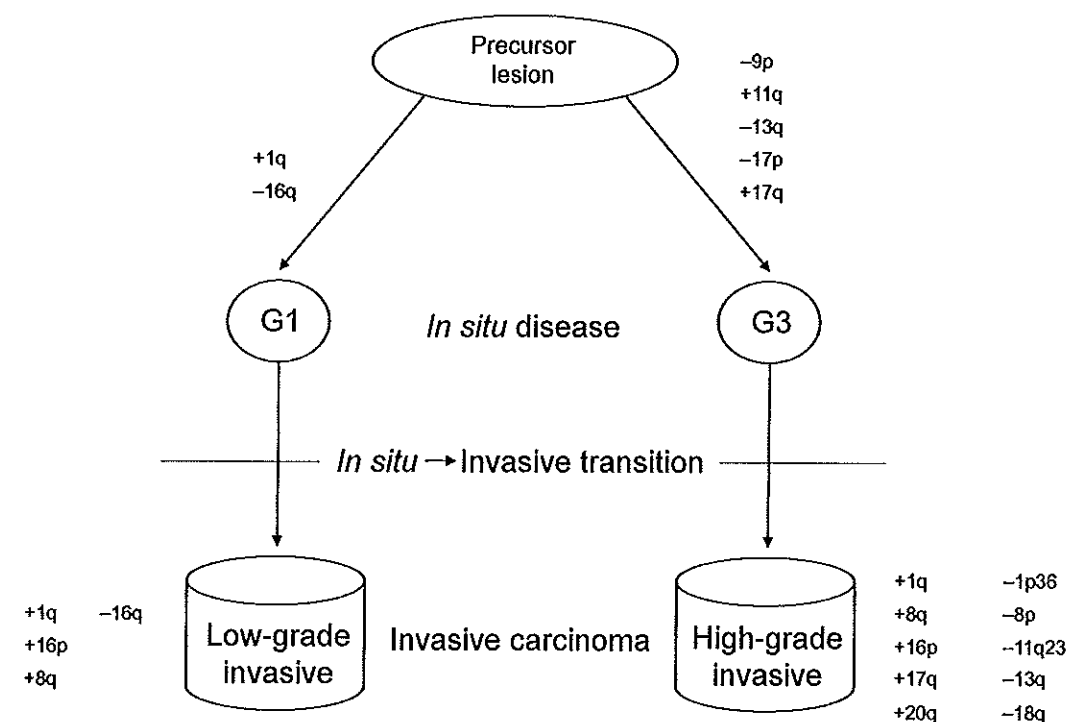 Precursor
lesion
–9p
+11q
–13q
–17p
+17q
+1q
–16q
G1
In situ disease
G3
In situ → Invasive transition
+1q –16q
+16p
+8q
Low-grade
invasive
Invasive carcinoma
High-grade
invasive
+1q –1p36
+8q –8p
+16p --11q23
+17q –13q
+20q –18q